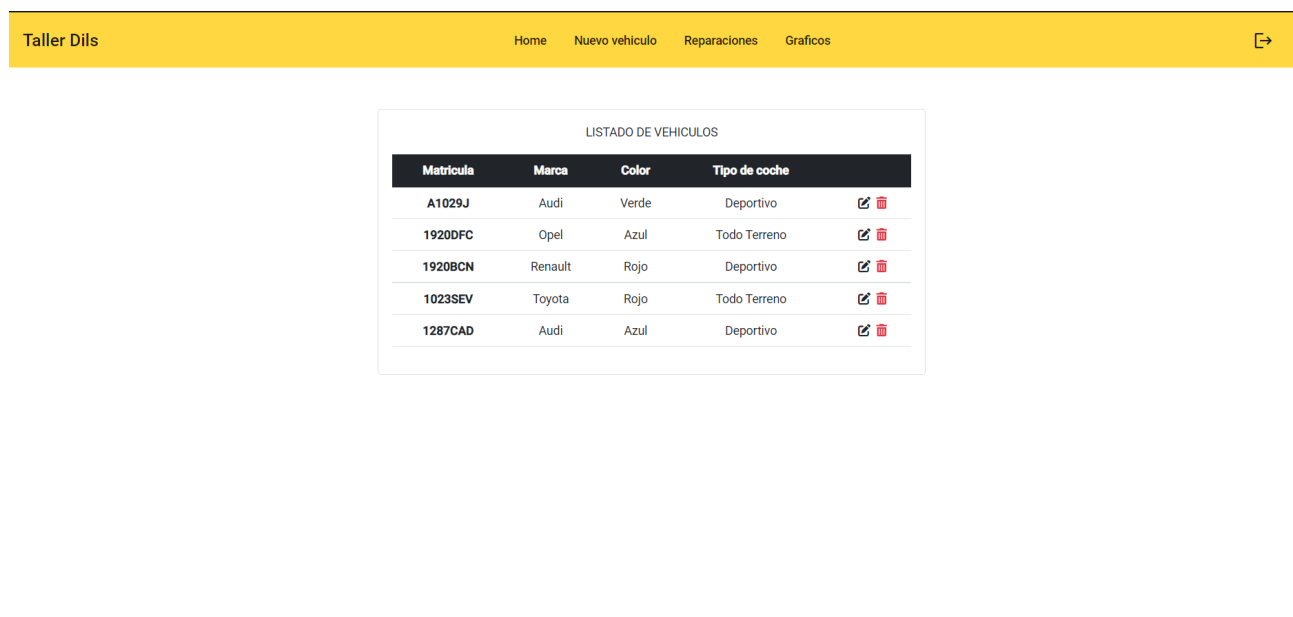 Taller Dils Home Nuevo vehiculo Reparaciones Graficos
LISTADO DE VEHICULOS
Matricula Marca Color Tipo de coche
A1029J Audi Verde Deportivo
1920DFC Opel Azul Todo Terreno
1920BCN Renault Rojo Deportivo
1023SEV Toyota Rojo Todo Terreno
1287CAD Audi Azul Deportivo